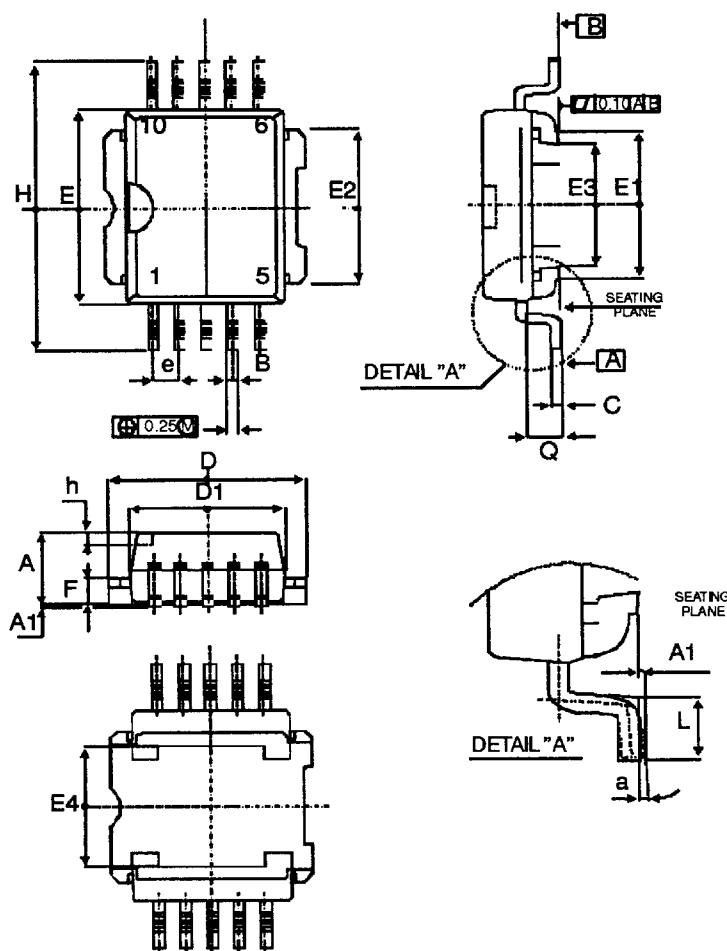 B
0.10 A B
10
6
H
E
E2
E3
E1
1
5
SEATING
PLANE
e
B
DETAIL "A"
A
C
0.25 M
Q
D
D1
h
A
F
A1
SEATING
PLANE
A1
L
DETAIL "A"
a
E4